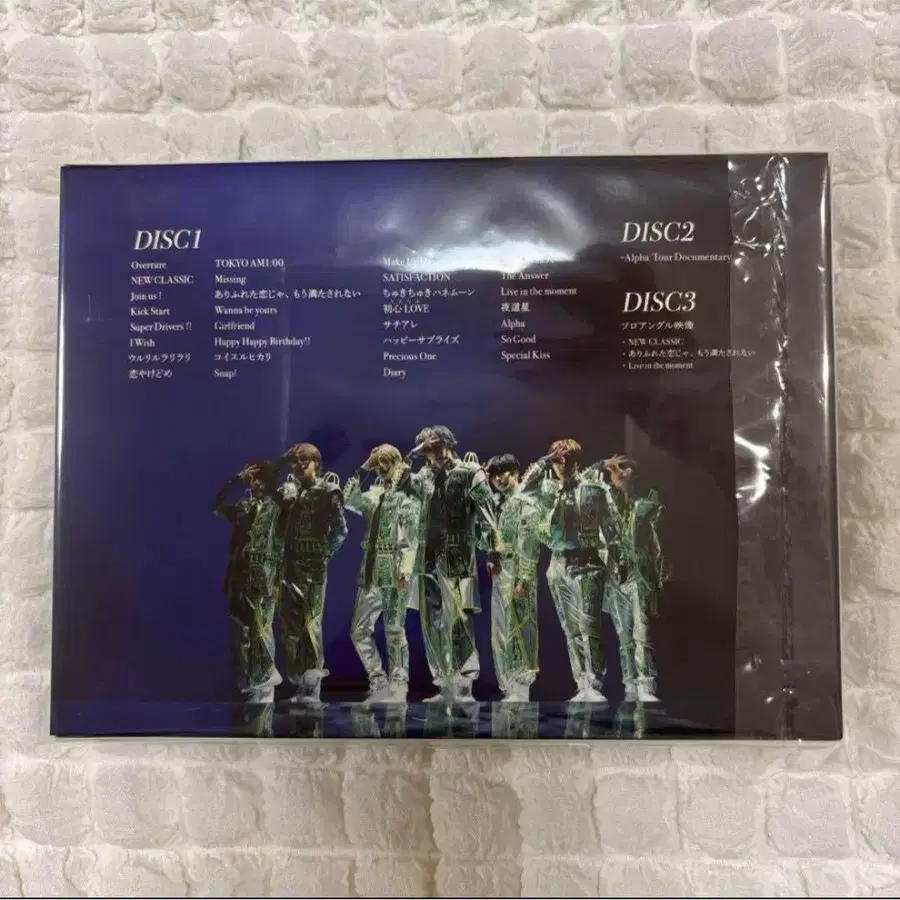 DISC1
Overture
NEW CLASSIC
Join us !
Kick Start
Super Drivers !!
I Wish
ウルリルラリラリ
恋やけどめ
TOKYO AM1:00
Missing
ありふれた恋じゃ、もう満たされない
Wanna be yours
Girlfriend
Happy Happy Birthday!!
コイスルヒカリ
Snap!
Make Up
SATISFACTION
ちゅきちゅきハネムーン
初心 LOVE
サチアレ
ハッピーサプライズ
Precious One
Diary
The Answer
Live in the moment
夜道星
Alpha
So Good
Special Kiss
DISC2
-Alpha Tour Documentary
DISC3
ソロアングル映像
・NEW CLASSIC
・ありふれた恋じゃ、もう満たされない
・Live in the moment